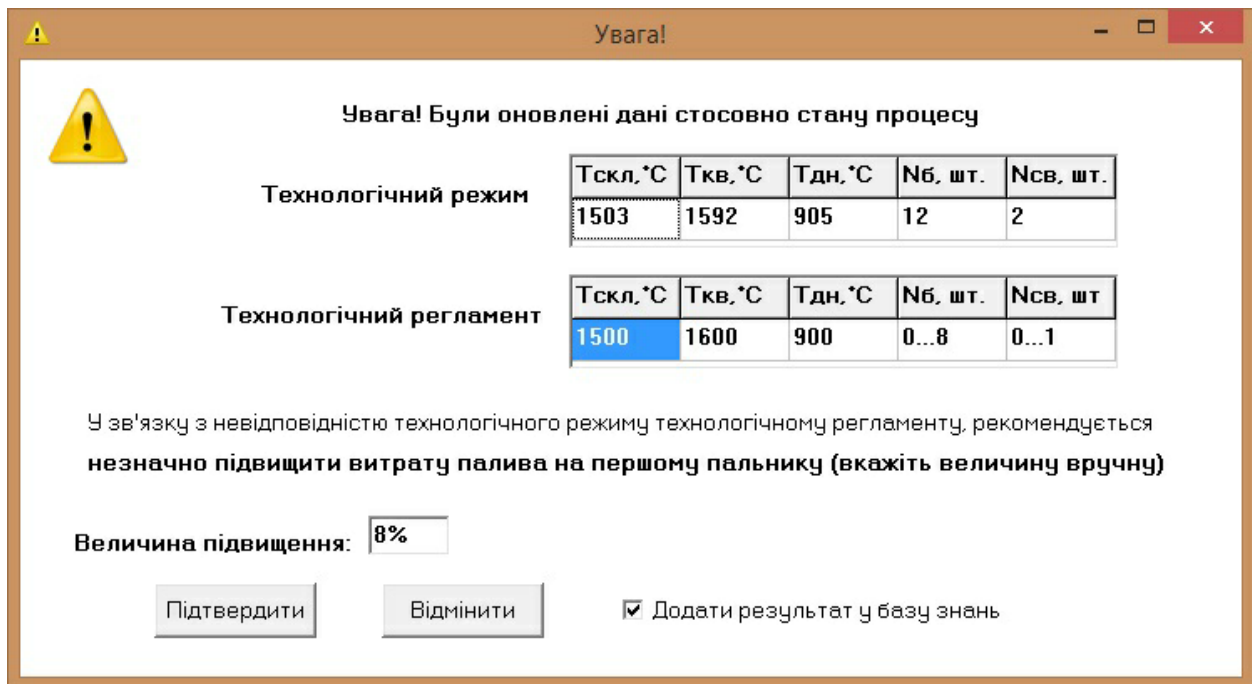 Увага!
Увага! Були оновлені дані стосовно стану процесу
Технологічний режим
Тскл,°С Ткв,°С Тдн,°С Nб, шт. Nсв, шт.
1503 1592 905 12 2
Технологічний регламент
Тскл,°С Ткв,°С Тдн,°С Nб, шт. Nсв, шт
1500 1600 900 0...8 0...1
У зв'язку з невідповідністю технологічного режиму технологічному регламенту, рекомендується
незначно підвищити витрату палива на першому пальнику (вкажіть величину вручну)
Величина підвищення: 8%
Підтвердити Відмінити Додати результат у базу знань